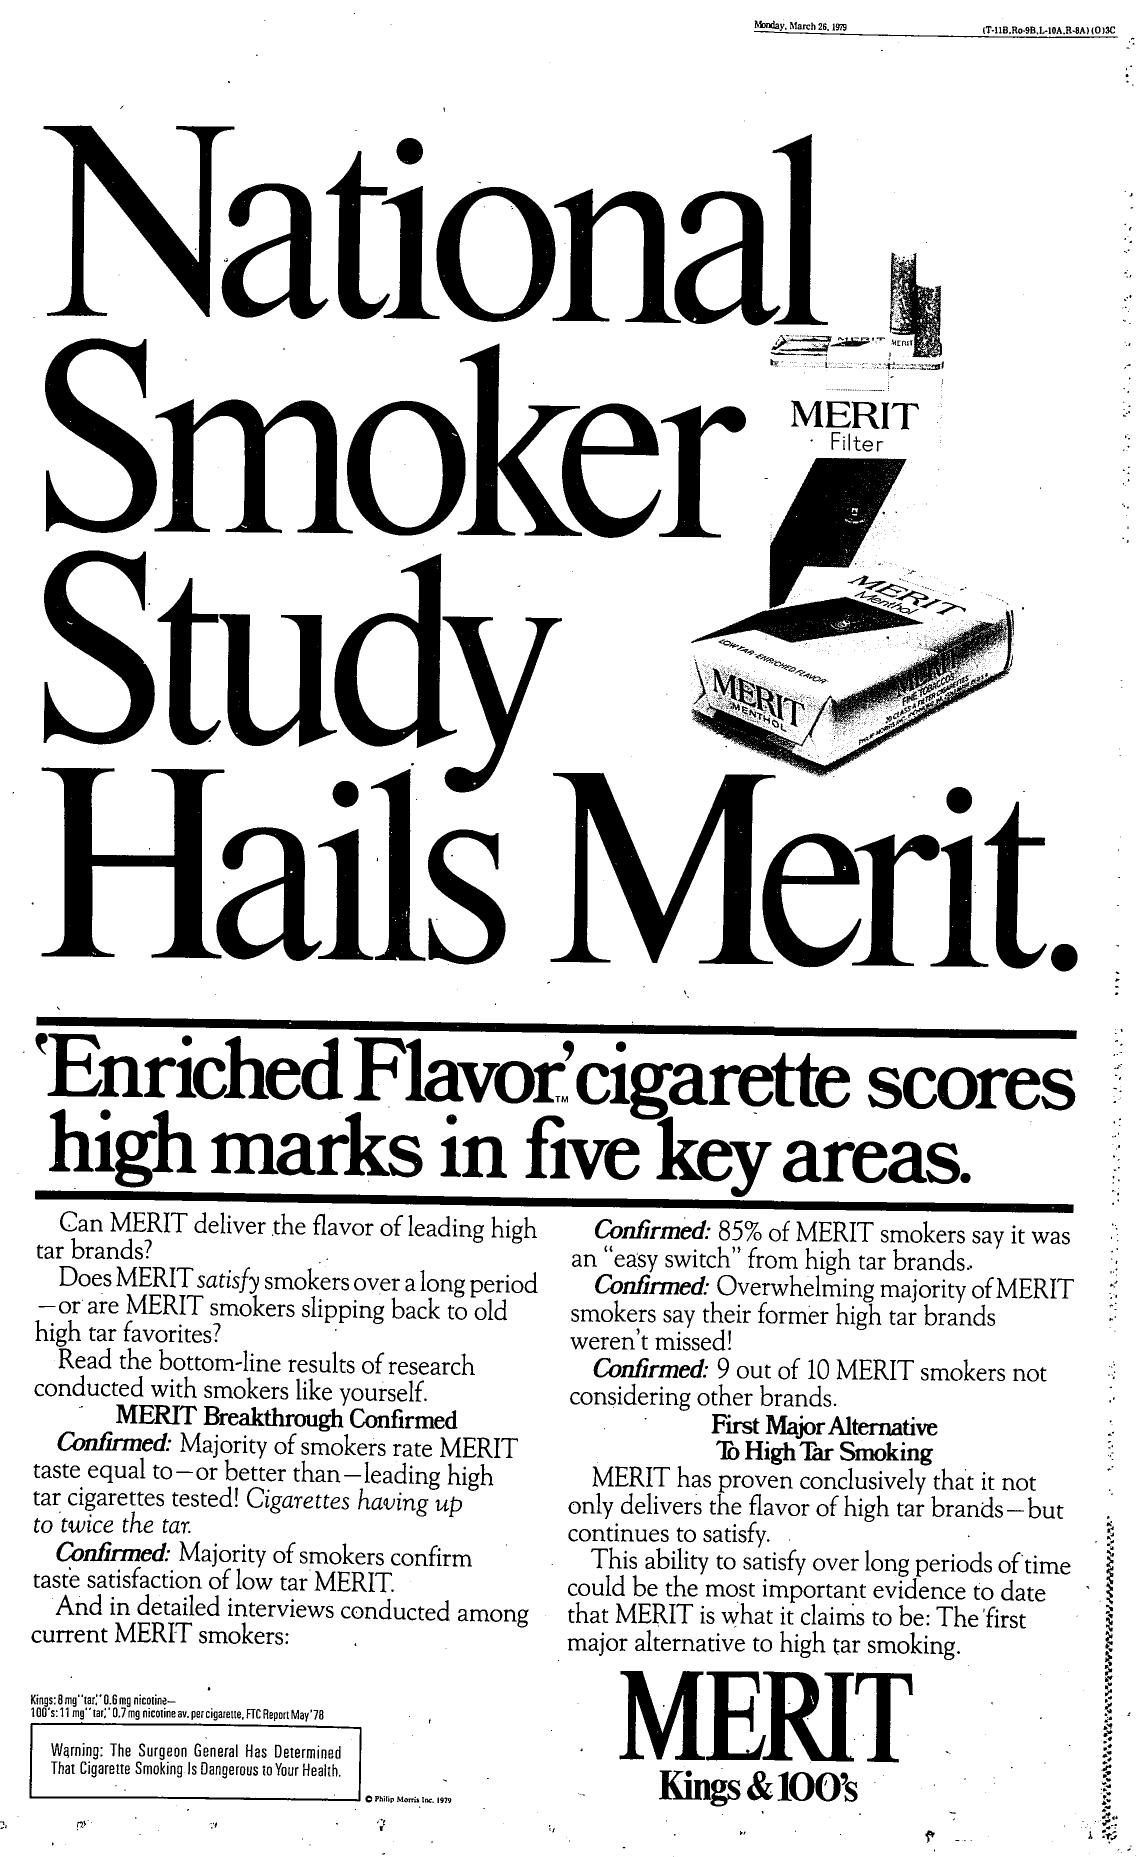 Monday, March 26, 1979
(T-11B,Ro-9B,L-10A,R-8A) (O)3C
National
Smoker
Study
Hails Merit.
MERIT
MERIT
MERIT
Filter
MERIT
Menthol
LOW TAR-ENRICHED FLAVOR
MERIT
MENTHOL
MERIT
FINE TOBACCOS
20 CLASS A FILTER CIGARETTES
'Enriched Flavor,'™ cigarette scores
high marks in five key areas.
Can MERIT deliver the flavor of leading high
tar brands?
Does MERIT satisfy smokers over a long period
—or are MERIT smokers slipping back to old
high tar favorites?
Read the bottom-line results of research
conducted with smokers like yourself.
MERIT Breakthrough Confirmed
Confirmed: Majority of smokers rate MERIT
taste equal to—or better than—leading high
tar cigarettes tested! Cigarettes having up
to twice the tar.
Confirmed: Majority of smokers confirm
taste satisfaction of low tar MERIT.
And in detailed interviews conducted among
current MERIT smokers:
Confirmed: 85% of MERIT smokers say it was
an "easy switch" from high tar brands.
Confirmed: Overwhelming majority of MERIT
smokers say their former high tar brands
weren't missed!
Confirmed: 9 out of 10 MERIT smokers not
considering other brands.
First Major Alternative
To High Tar Smoking
MERIT has proven conclusively that it not
only delivers the flavor of high tar brands—but
continues to satisfy.
This ability to satisfy over long periods of time
could be the most important evidence to date
that MERIT is what it claims to be: The first
major alternative to high tar smoking.
Kings: 8 mg "tar," 0.6 mg nicotine—
100's: 11 mg "tar," 0.7 mg nicotine av. per cigarette, FTC Report May '78
Warning: The Surgeon General Has Determined
That Cigarette Smoking Is Dangerous to Your Health.
© Philip Morris Inc. 1979
MERIT
Kings & 100's